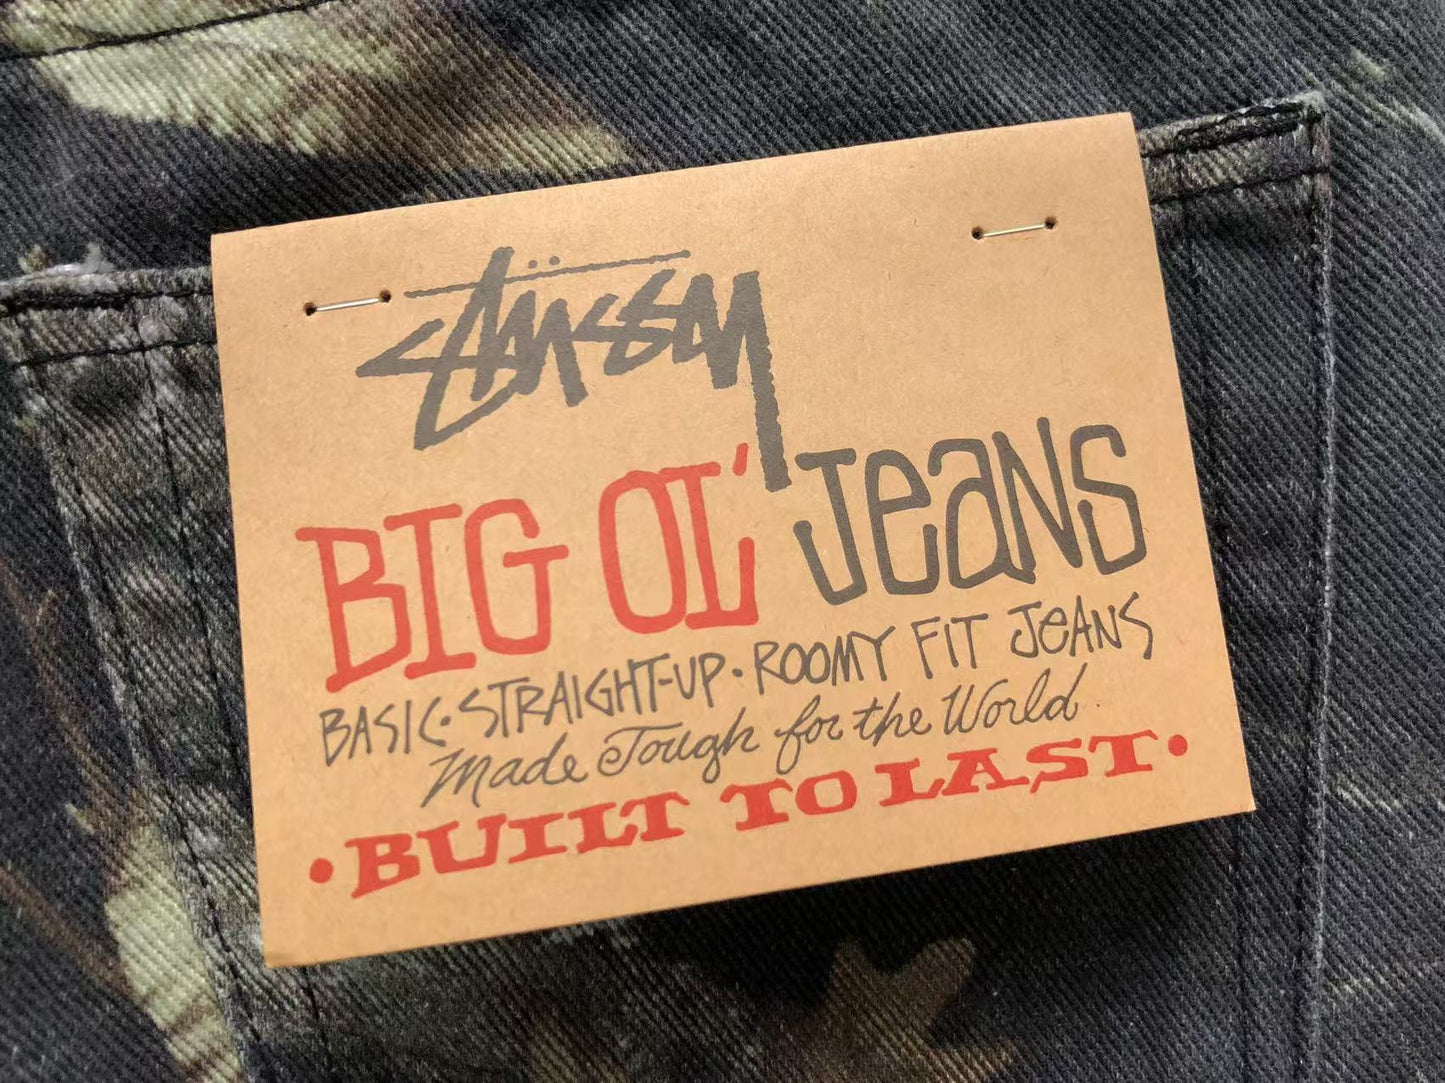 Stüssy
BIG OL' JEANS
BASIC·STRAIGHT-UP·ROOMY FIT JEANS
Made Tough for the World
·BUILT TO LAST·